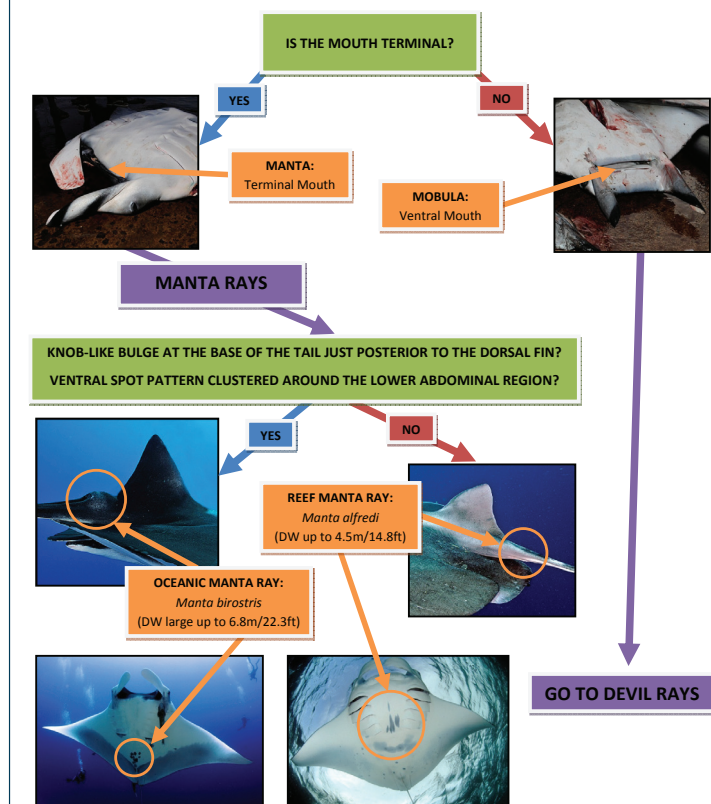 IS THE MOUTH TERMINAL?
YES
NO
MANTA:
Terminal Mouth
MOBULA:
Ventral Mouth
MANTA RAYS
KNOB-LIKE BULGE AT THE BASE OF THE TAIL JUST POSTERIOR TO THE DORSAL FIN?
VENTRAL SPOT PATTERN CLUSTERED AROUND THE LOWER ABDOMINAL REGION?
YES
NO
REEF MANTA RAY:
Manta alfredi
(DW up to 4.5m/14.8ft)
OCEANIC MANTA RAY:
Manta birostris
(DW large up to 6.8m/22.3ft)
GO TO DEVIL RAYS